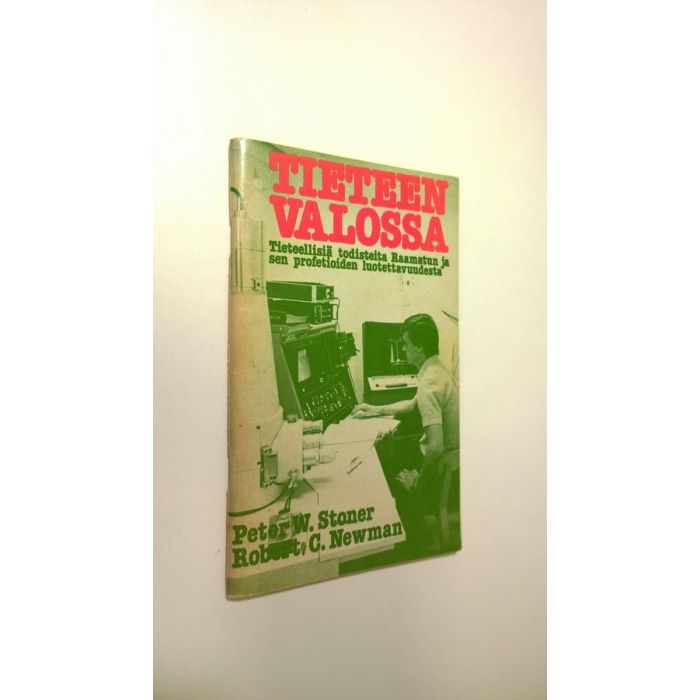 TIETEEN
VALOSSA
Tieteellisiä todisteita Raamatun ja
sen profetioiden luotettavuudesta
Peter W. Stoner
Robert. C. Newman